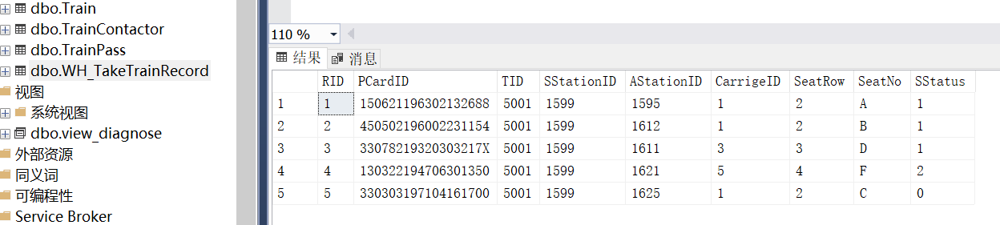 dbo.Train
dbo.TrainContactor
dbo.TrainPass
dbo.WH_TakeTrainRecord
视图
系统视图
dbo.view_diagnose
外部资源
同义词
可编程性
Service Broker
110 %
结果 消息
RID PCardID TID SStationID AStationID CarrigeID SeatRow SeatNo SStatus
1 1 150621196302132688 5001 1599 1595 1 2 A 1
2 2 450502196002231154 5001 1599 1612 1 2 B 1
3 3 33078219320303217X 5001 1599 1611 3 3 D 1
4 4 130322194706301350 5001 1599 1621 5 4 F 2
5 5 330303197104161700 5001 1599 1625 1 2 C 0